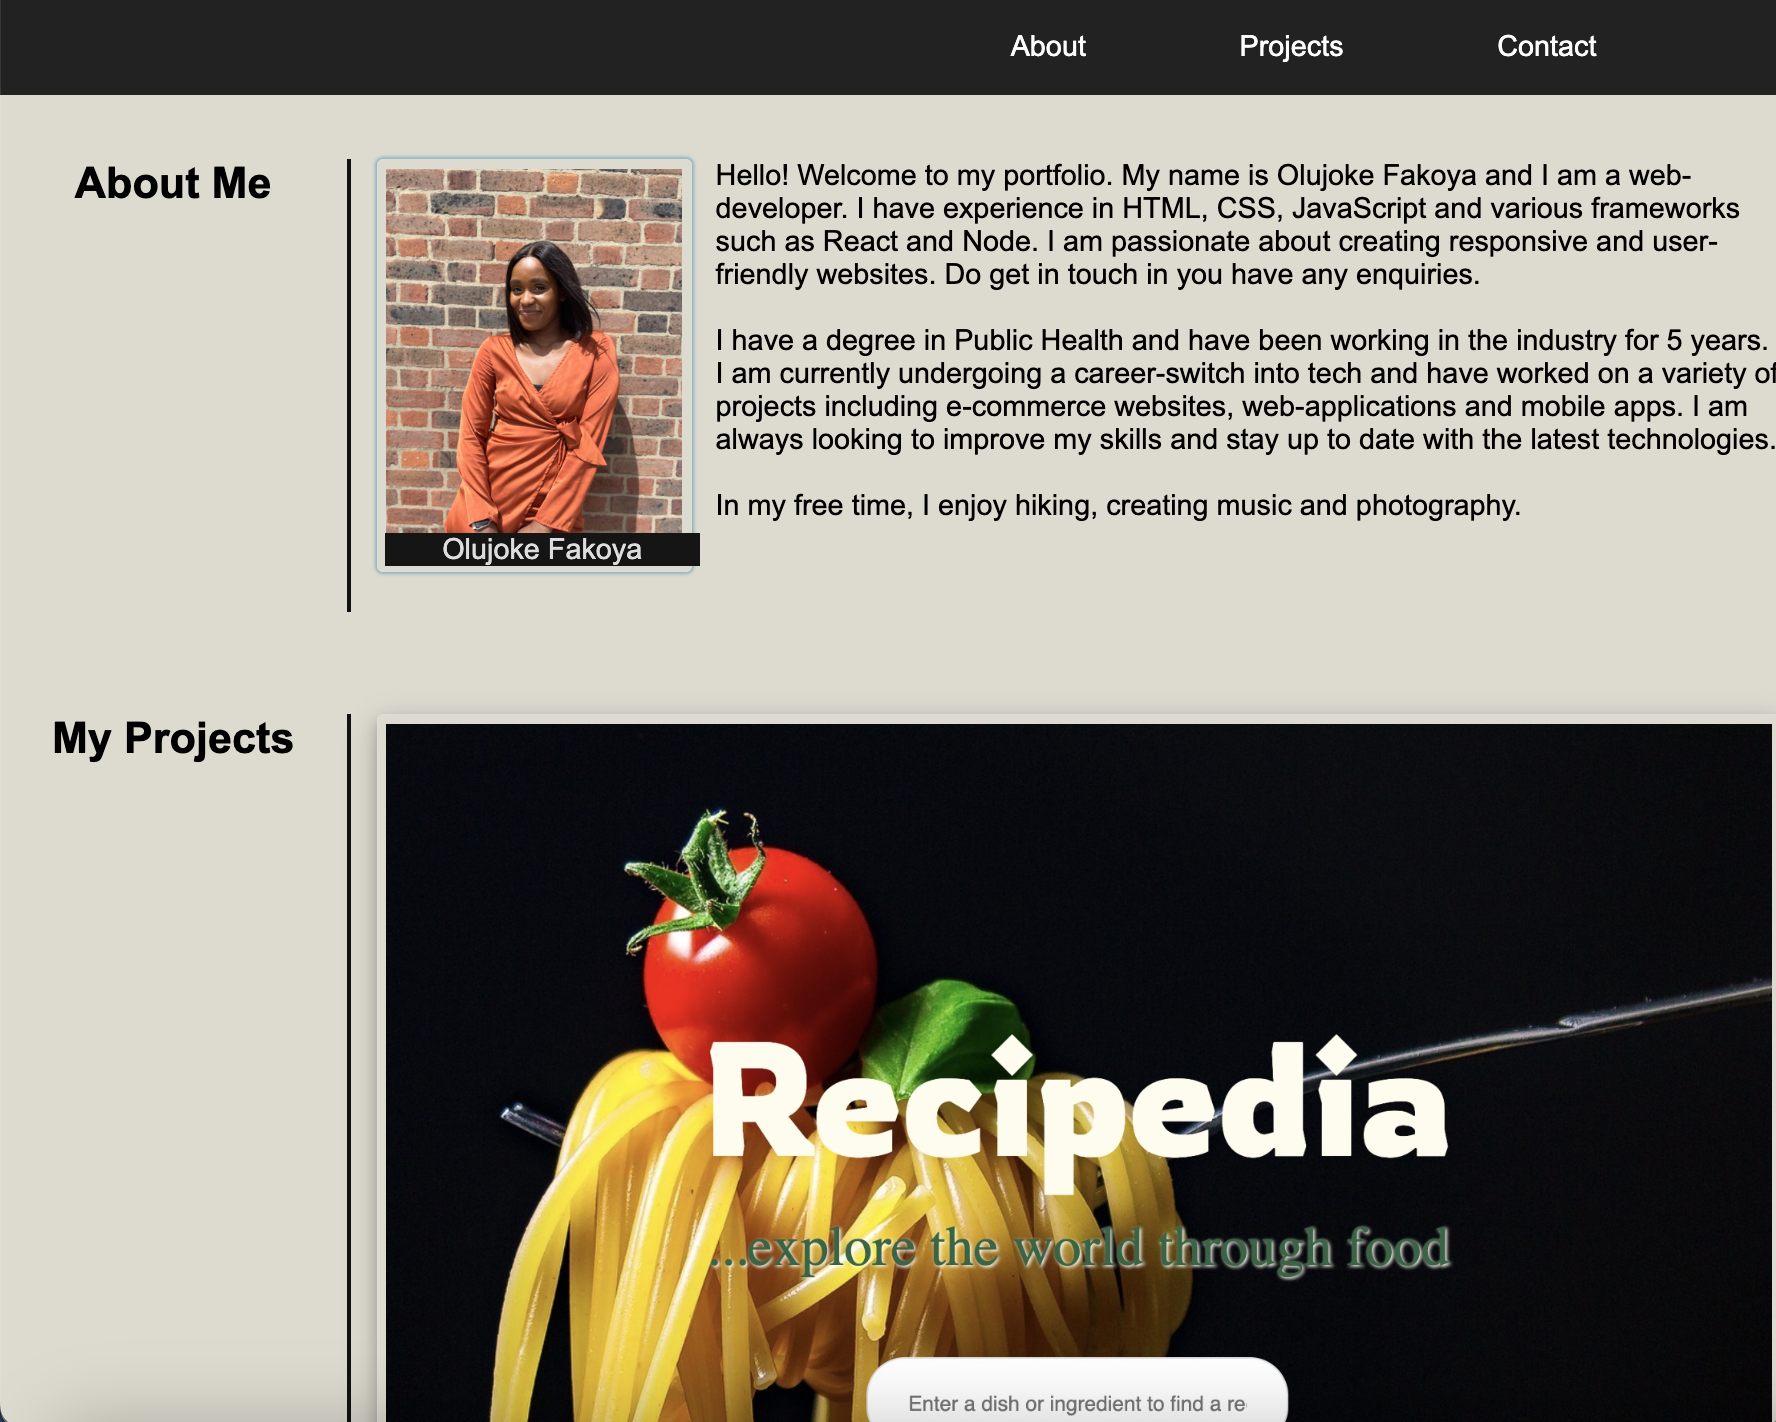 About Projects Contact
About Me
Hello! Welcome to my portfolio. My name is Olujoke Fakoya and I am a web-
developer. I have experience in HTML, CSS, JavaScript and various frameworks
such as React and Node. I am passionate about creating responsive and user-
friendly websites. Do get in touch in you have any enquiries.
I have a degree in Public Health and have been working in the industry for 5 years.
I am currently undergoing a career-switch into tech and have worked on a variety of
projects including e-commerce websites, web-applications and mobile apps. I am
always looking to improve my skills and stay up to date with the latest technologies.
In my free time, I enjoy hiking, creating music and photography.
Olujoke Fakoya
My Projects
Recipedia
...explore the world through food
Enter a dish or ingredient to find a re